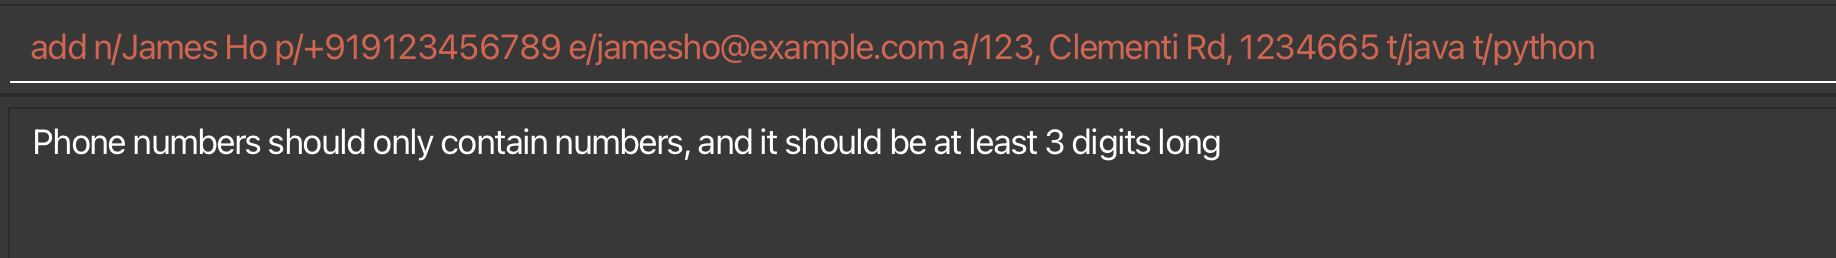 add n/James Ho p/+919123456789 e/jamesho@example.com a/123, Clementi Rd, 1234665 t/java t/python
Phone numbers should only contain numbers, and it should be at least 3 digits long